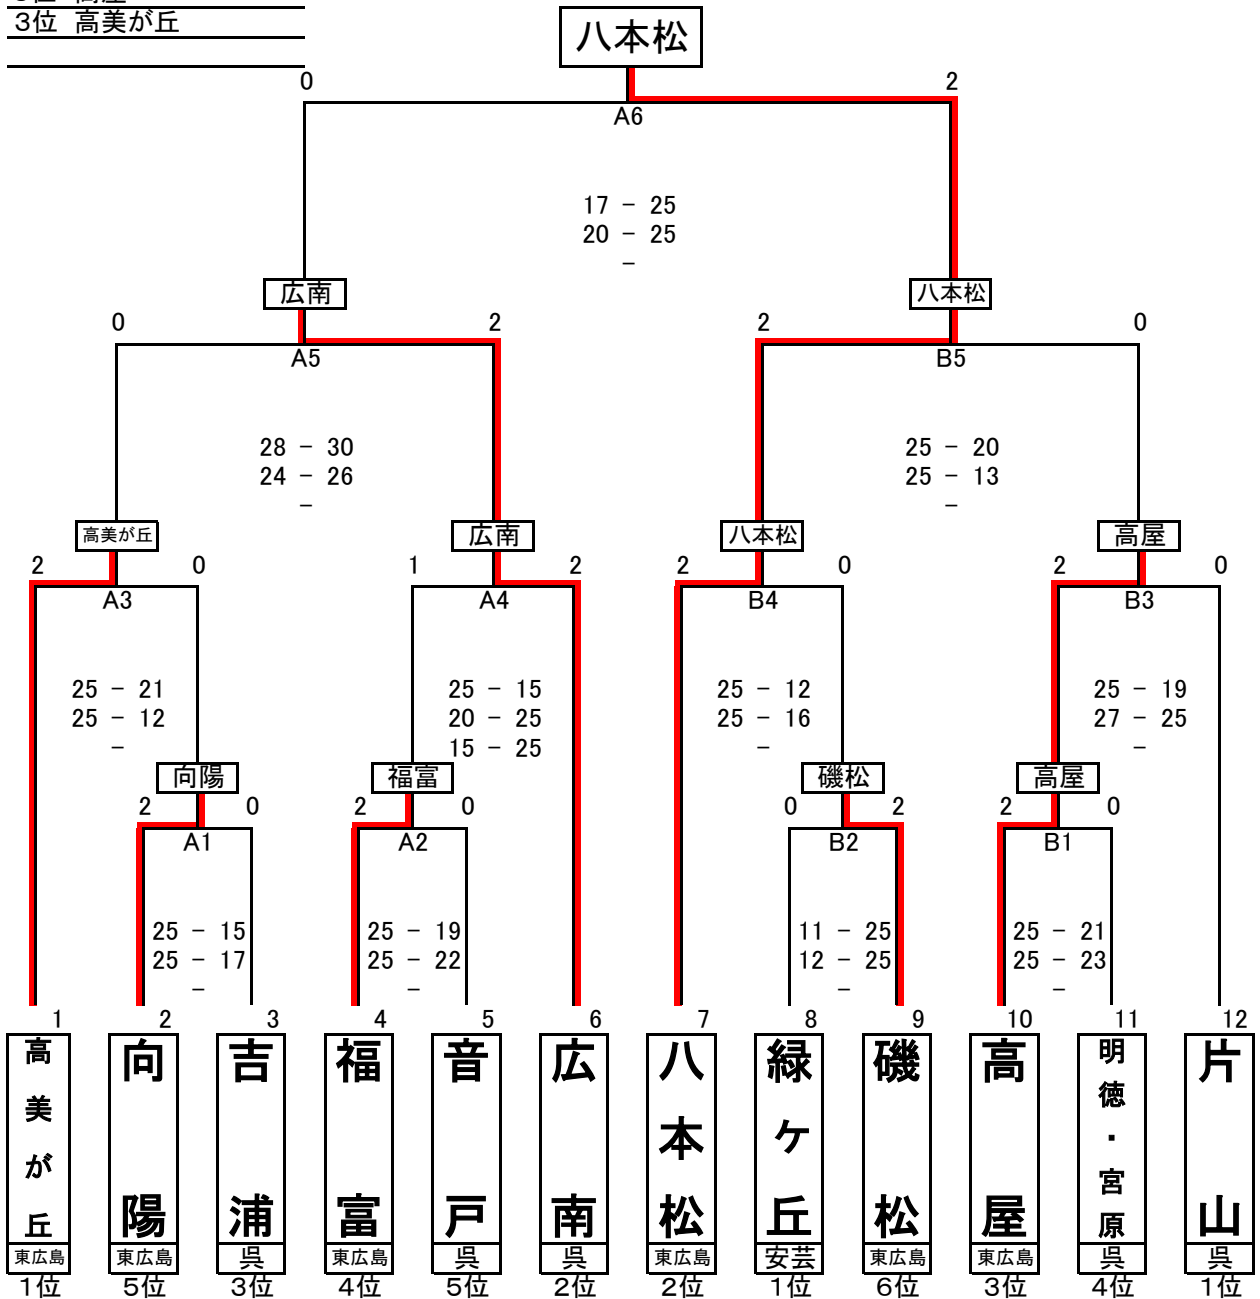 3位 高美が丘
八本松
0 2
A6
17 － 25
20 － 25
－
広南 八本松
0 2 2 0
A5 B5
28 － 30 25 － 20
24 － 26 25 － 13
－ －
高美が丘 広南 八本松 高屋
2 0 1 2 2 0 2 0
A3 A4 B4 B3
25 － 21 25 － 15 25 － 12 25 － 19
25 － 12 20 － 25 25 － 16 27 － 25
－ 15 － 25 － －
向陽 福富 磯松 高屋
2 0 2 0 0 2 2 0
A1 A2 B2 B1
25 － 15 25 － 19 11 － 25 25 － 21
25 － 17 25 － 22 12 － 25 25 － 23
－ － － －
1 2 3 4 5 6 7 8 9 10 11 12
高美が丘 向陽 吉浦 福富 音戸 広南 八本松 緑ケ丘 磯松 高屋 明徳・宮原 片山
東広島 東広島 呉 東広島 呉 呉 東広島 安芸 東広島 東広島 呉 呉
1位 5位 3位 4位 5位 2位 2位 1位 6位 3位 4位 1位